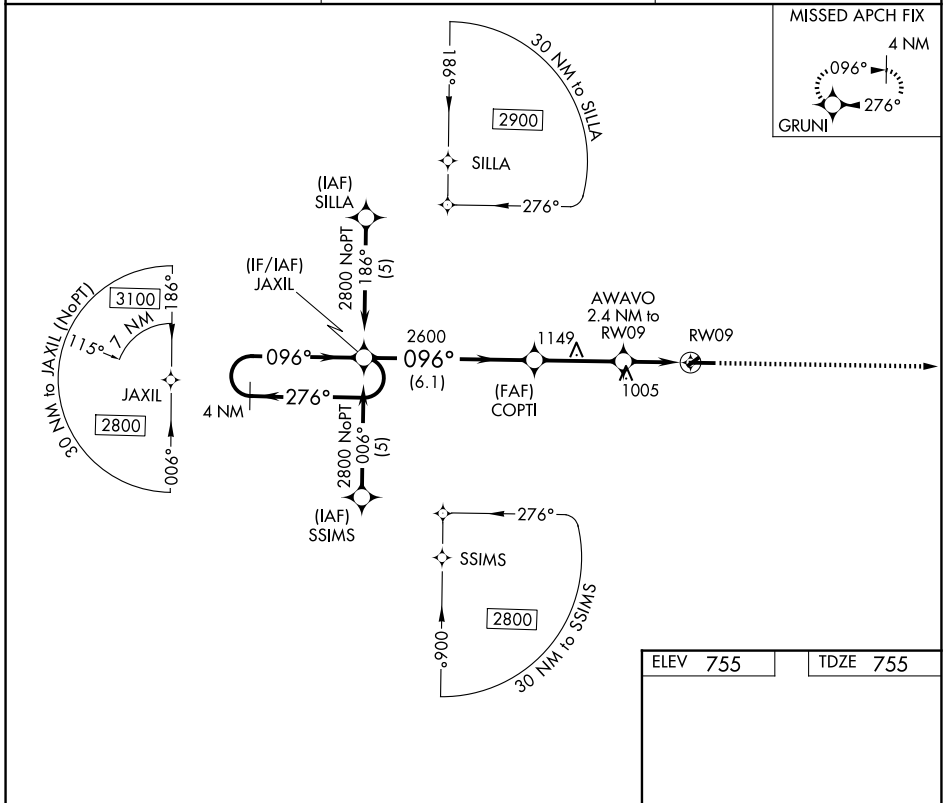 MISSED APCH FIX
4 NM
096°
276°
GRUNI
30 NM to SILLA
186°
2900
SILLA
276°
(IAF)
SILLA
2800 NoPT
186°
(5)
(IF/IAF)
JAXIL
30 NM to JAXIL (NoPT)
3100
186°
7 NM
115°
JAXIL
2800
006°
096°
276°
4 NM
2600
096°
(6.1)
1149
AWAVO
2.4 NM to
RW09
RW09
1005
(FAF)
COPTI
2800 NoPT
006°
(5)
(IAF)
SSIMS
276°
SSIMS
2800
006°
30 NM to SSIMS
ELEV 755
TDZE 755